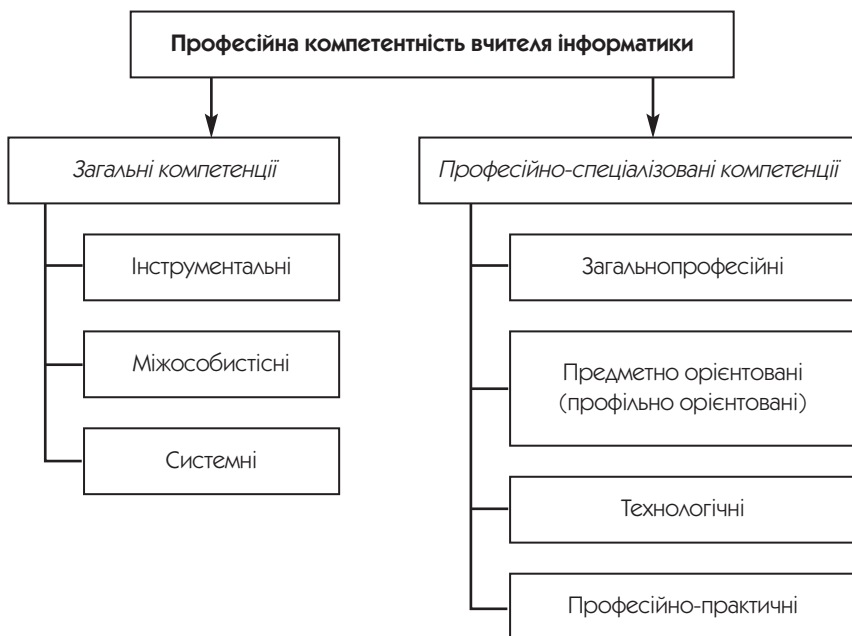 Професійна компетентність вчителя інформатики
Загальні компетенції
Інструментальні
Міжособистісні
Системні
Професійно-спеціалізовані компетенції
Загальнопрофесійні
Предметно орієнтовані
(профільно орієнтовані)
Технологічні
Професійно-практичні